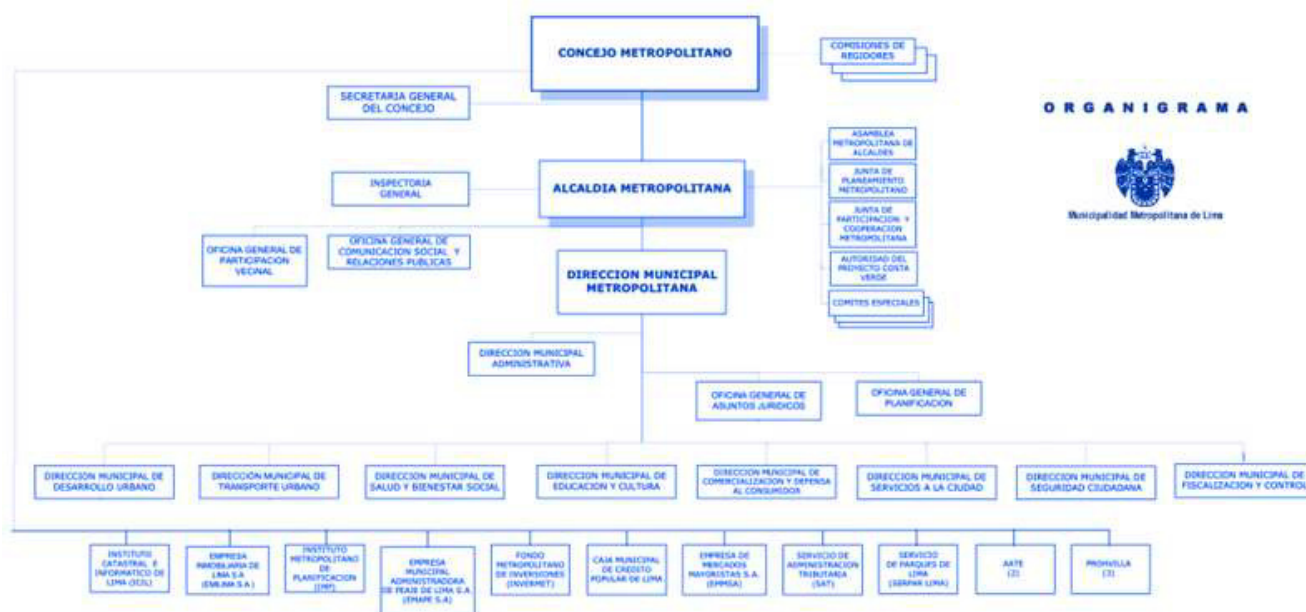 CONCEJO METROPOLITANO
COMISIONES DE
REGIDORES
SECRETARIA GENERAL
DEL CONCEJO
O R G A N I G R A M A
ASAMBLEA
METROPOLITANA DE
ALCALDES
INSPECTORIA
GENERAL
ALCALDIA METROPOLITANA
JUNTA DE
PLANEAMIENTO
METROPOLITANO
Municipalidad Metropolitana de Lima
JUNTA DE
PARTICIPACION Y
COOPERACION
METROPOLITANA
OFICINA GENERAL DE
PARTICIPACION
VECINAL
OFICINA GENERAL DE
COMUNICACION SOCIAL Y
RELACIONES PUBLICAS
DIRECCION MUNICIPAL
METROPOLITANA
AUTORIDAD DEL
PROYECTO COSTA
VERDE
COMITES ESPECIALES
DIRECCION MUNICIPAL
ADMINISTRATIVA
OFICINA GENERAL DE
ASUNTOS JURIDICOS
OFICINA GENERAL DE
PLANIFICACION
DIRECCION MUNICIPAL DE
DESARROLLO URBANO
DIRECCIÓN MUNICIPAL DE
TRANSPORTE URBANO
DIRECCION MUNICIPAL DE
SALUD Y BIENESTAR SOCIAL
DIRECCION MUNICIPAL DE
EDUCACION Y CULTURA
DIRECCION MUNICIPAL DE
COMERCIALIZACION Y DEFENSA
AL CONSUMIDOR
DIRECCION MUNICIPAL DE
SERVICIOS A LA CIUDAD
DIRECCION MUNICIPAL DE
SEGURIDAD CIUDADANA
DIRECCION MUNICIPAL DE
FISCALIZACION Y CONTROL
INSTITUTO
CATASTRAL E
INFORMATICO DE
LIMA (ICIL)
EMPRESA
INMOBILIARIA DE
LIMA S.A
(EMILIMA S.A)
INSTITUTO
METROPOLITANO
DE
PLANIFICACION
(IMP)
EMPRESA
MUNICIPAL
ADMINISTRADORA
DE PEAJE DE LIMA S.A
(EMAPE S.A)
FONDO
METROPOLITANO
DE INVERSIONES
(INVERMET)
CAJA MUNICIPAL
DE CREDITO
POPULAR DE LIMA
EMPRESA DE
MERCADOS
MAYORISTAS S.A.
(EMMSA)
SERVICIO DE
ADMINISTRACION
TRIBUTARIA
(SAT)
SERVICIO
DE PARQUES DE
LIMA
(SERPAR LIMA)
AATE
(2)
PROMVILLA
(3)